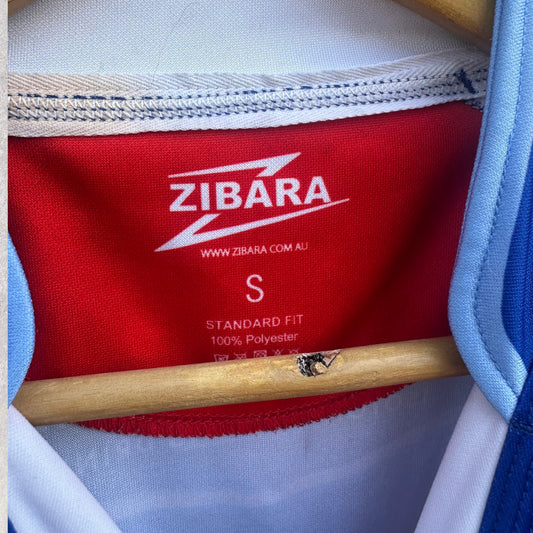 ZIBARA
WWW.ZIBARA.COM.AU
S
STANDARD FIT
100% Polyester